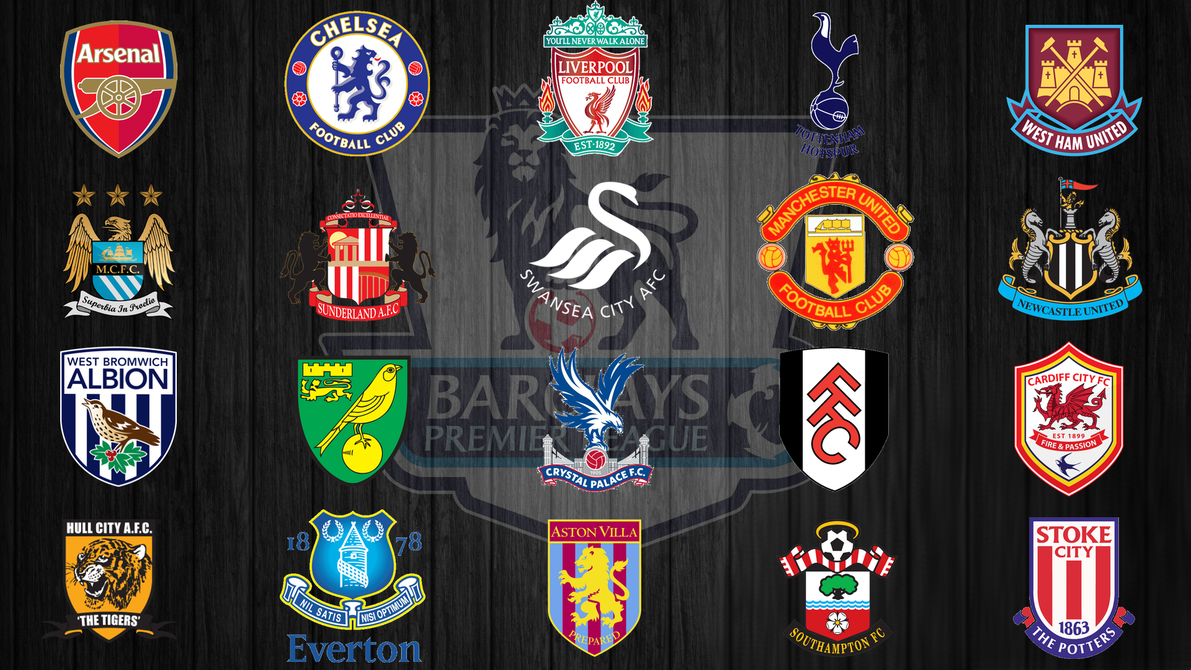 Arsenal
CHELSEA
FOOTBALL CLUB
YOU'LL NEVER WALK ALONE
LIVERPOOL
FOOTBALL CLUB
EST·1892
TOTTENHAM
HOTSPUR
WEST HAM UNITED
M.C.F.C.
Superbia In Proelio
CONSECTATIO EXCELLENTIAE
SUNDERLAND A.F.C
SWANSEA CITY AFC
MANCHESTER UNITED
FOOTBALL CLUB
NEWCASTLE UNITED
BARCLAYS
PREMIER LEAGUE
WEST BROMWICH
ALBION
CRYSTAL PALACE F.C.
FFC
CARDIFF CITY FC
EST 1899
FIRE & PASSION
HULL CITY A.F.C.
'THE TIGERS'
1878
NIL SATIS NISI OPTIMUM
Everton
ASTON VILLA
PREPARED
SOUTHAMPTON FC
STOKE
CITY
1863
THE POTTERS